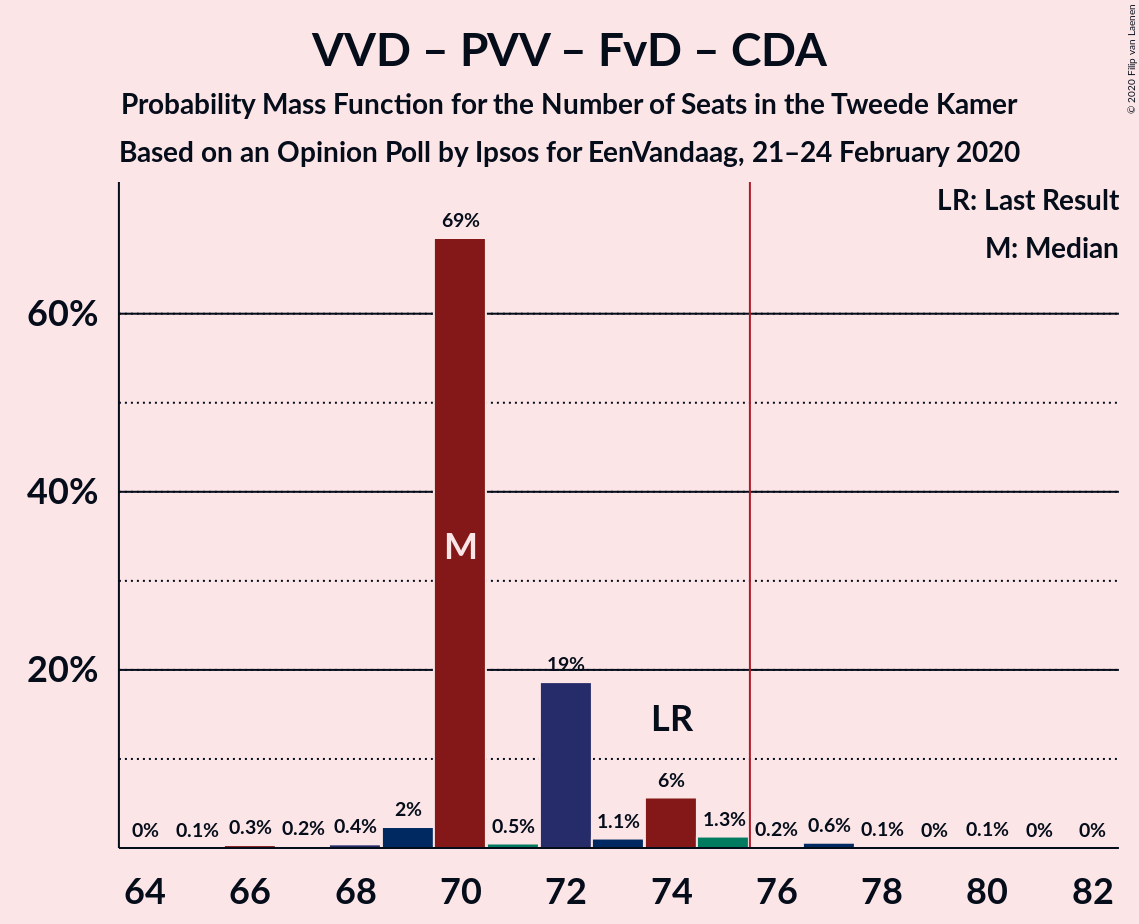 VVD – PVV – FvD – CDA
Probability Mass Function for the Number of Seats in the Tweede Kamer
Based on an Opinion Poll by Ipsos for EenVandaag, 21–24 February 2020
© 2020 Filip van Laenen
LR: Last Result
M: Median
60%
40%
20%
0% 0.1% 0.3% 0.2% 0.4% 2% 69% 0.5% 19% 1.1% 6% 1.3% 0.2% 0.6% 0.1% 0% 0.1% 0% 0%
M
LR
64 66 68 70 72 74 76 78 80 82